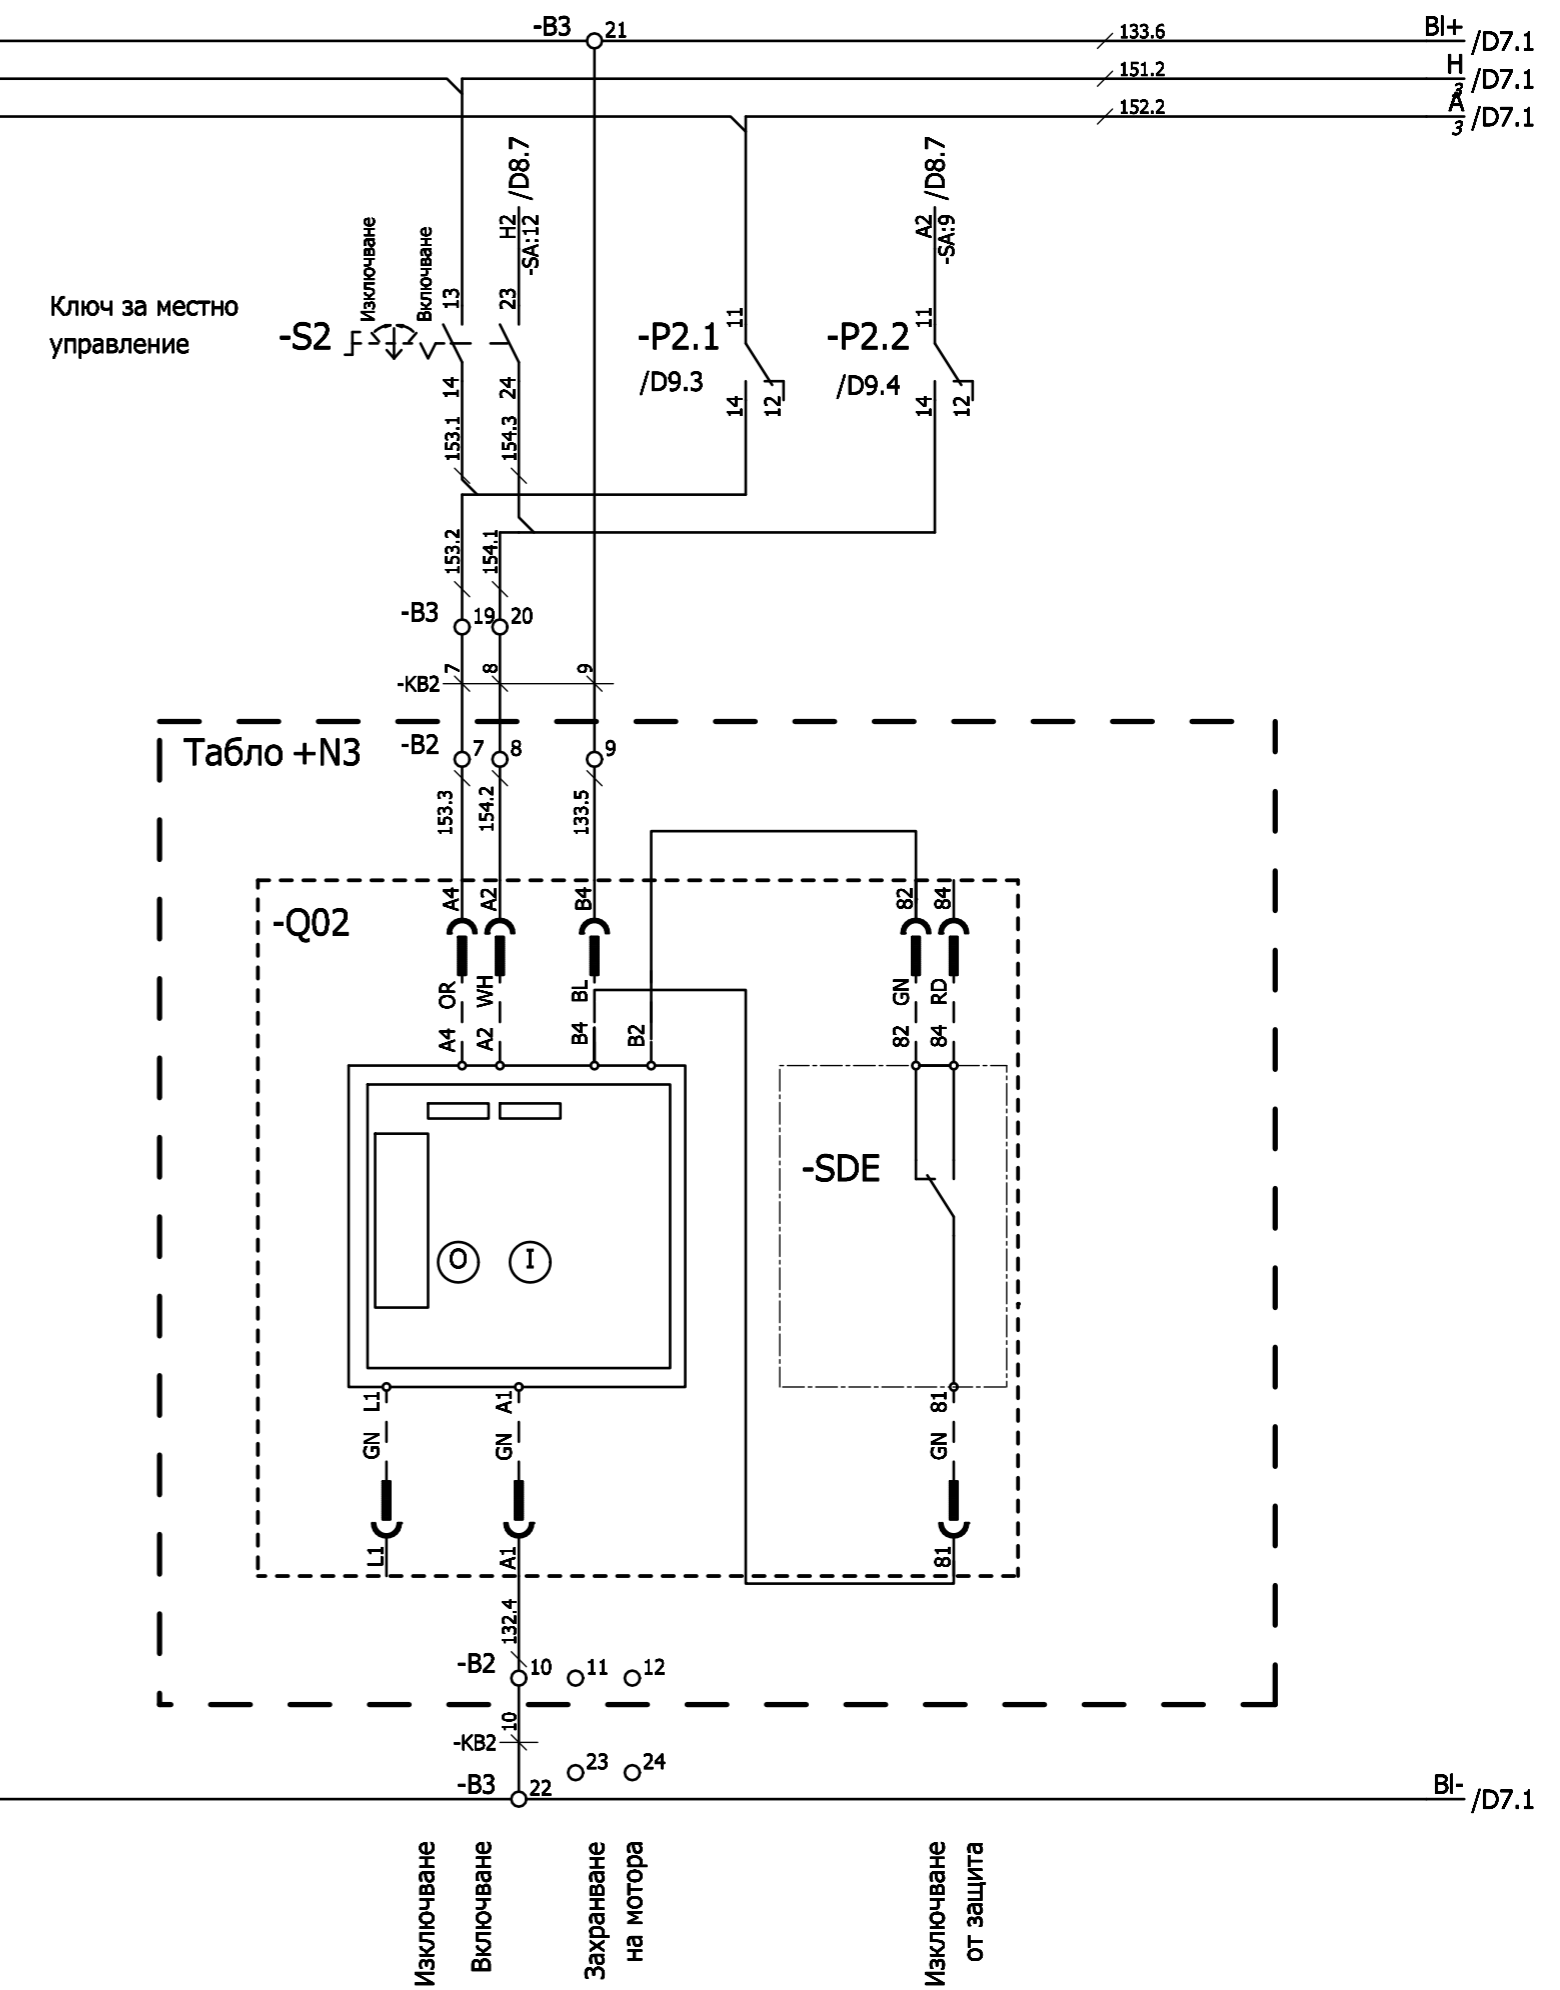 -B3 21 133.6 Bl+ /D7.1
151.2 H 3 /D7.1
152.2 A 3 /D7.1
/D8.7 /D8.7
H2 -SA:12 A2 -SA:9
Изключване Включване
Ключ за местно
управление
-S2 13 23
14 24
-P2.1 11
/D9.3
14 12
-P2.2 11
/D9.4
14 12
153.1 154.3
153.2 154.1
-B3 19 20
-KB2 7 8 9
Табло +N3
-B2 7 8 9
153.3 154.2 133.5
-Q02
A4 A2 B4 82 84
OR WH BL GN RD
A4 A2 B4 B2 82 84
-SDE
O I
L1 A1 81
GN GN GN
L1 A1 81
132.4
-B2 10 11 12
-KB2 10
23 24
-B3 22 Bl- /D7.1
Изключване
Включване
Захранване
на мотора
Изключване
от защита